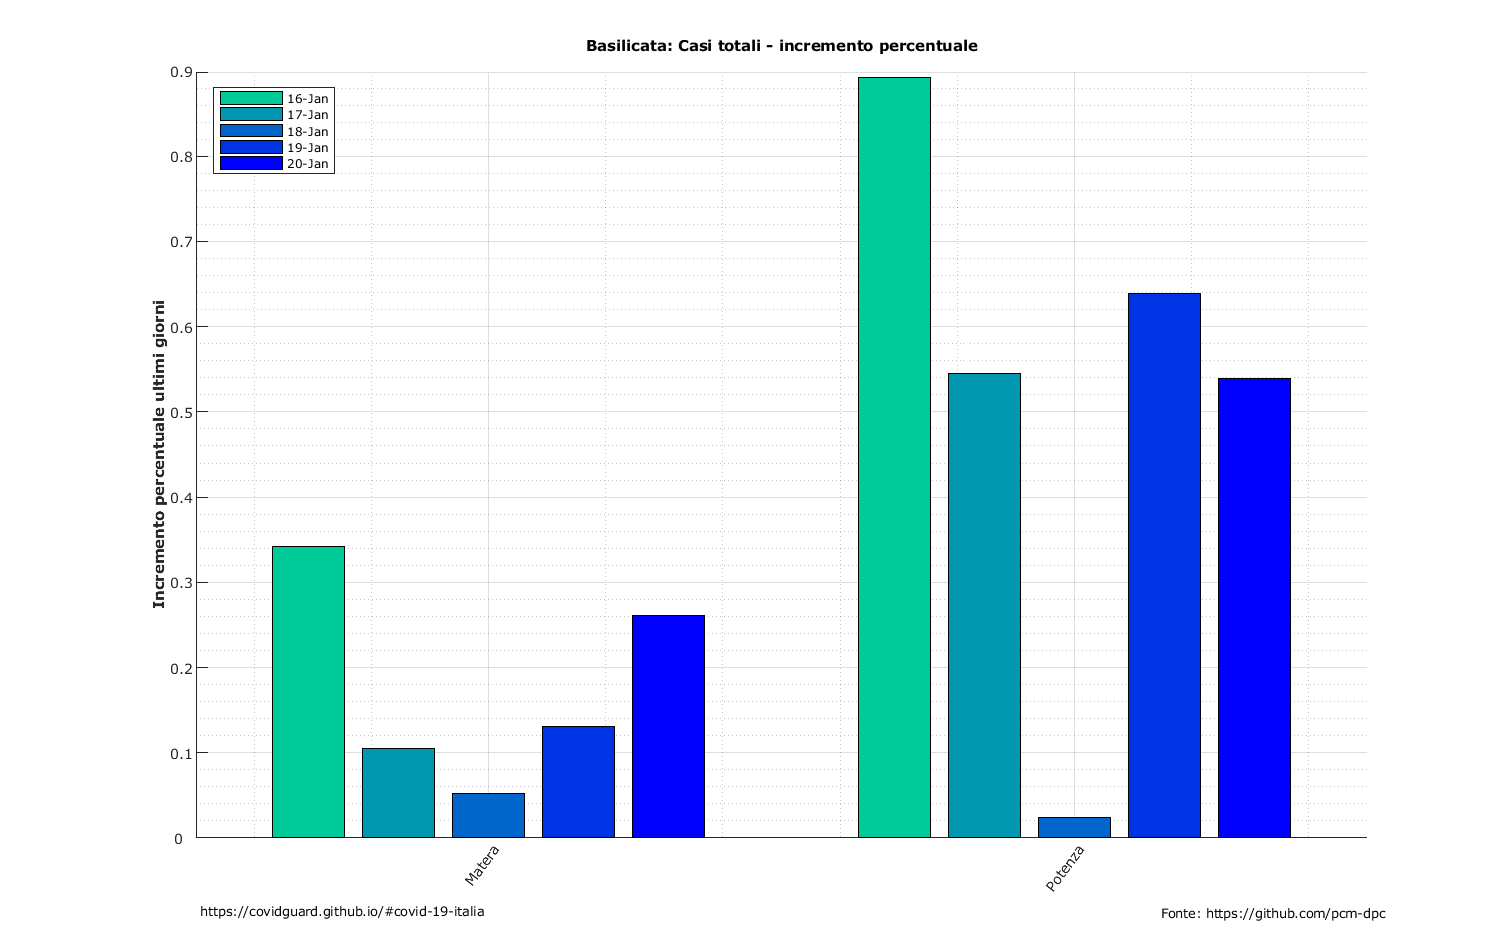 Basilicata: Casi totali - incremento percentuale
0.9
0.8
0.7
0.6
0.5
0.4
0.3
0.2
0.1
0
Incremento percentuale ultimi giorni
16-Jan
17-Jan
18-Jan
19-Jan
20-Jan
Matera
Potenza
https://covidguard.github.io/#covid-19-italia
Fonte: https://github.com/pcm-dpc